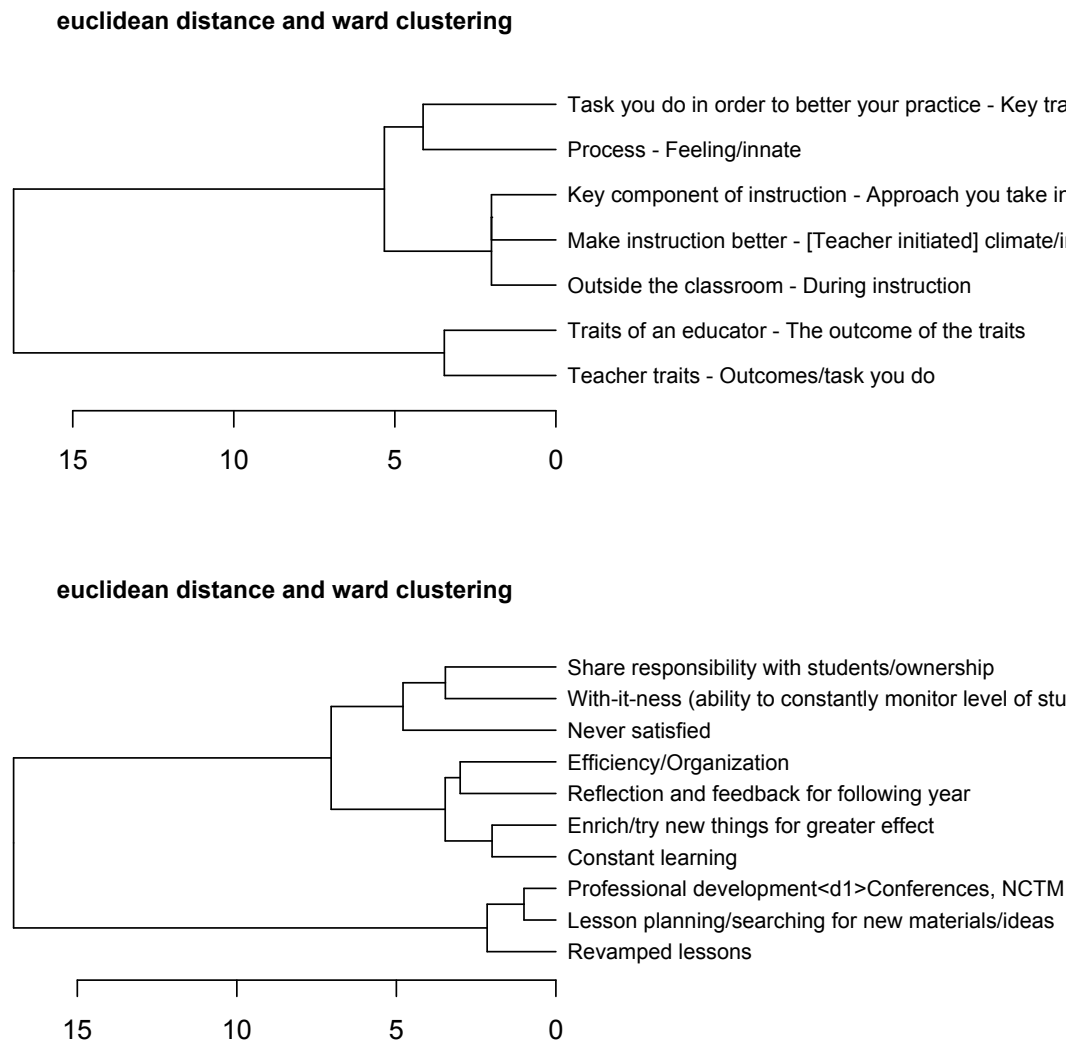 euclidean distance and ward clustering
Task you do in order to better your practice - Key tra
Process - Feeling/innate
Key component of instruction - Approach you take in
Make instruction better - [Teacher initiated] climate/i
Outside the classroom - During instruction
Traits of an educator - The outcome of the traits
Teacher traits - Outcomes/task you do
15 10 5 0
euclidean distance and ward clustering
Share responsibility with students/ownership
With-it-ness (ability to constantly monitor level of stu
Never satisfied
Efficiency/Organization
Reflection and feedback for following year
Enrich/try new things for greater effect
Constant learning
Professional development<d1>Conferences, NCTM
Lesson planning/searching for new materials/ideas
Revamped lessons
15 10 5 0